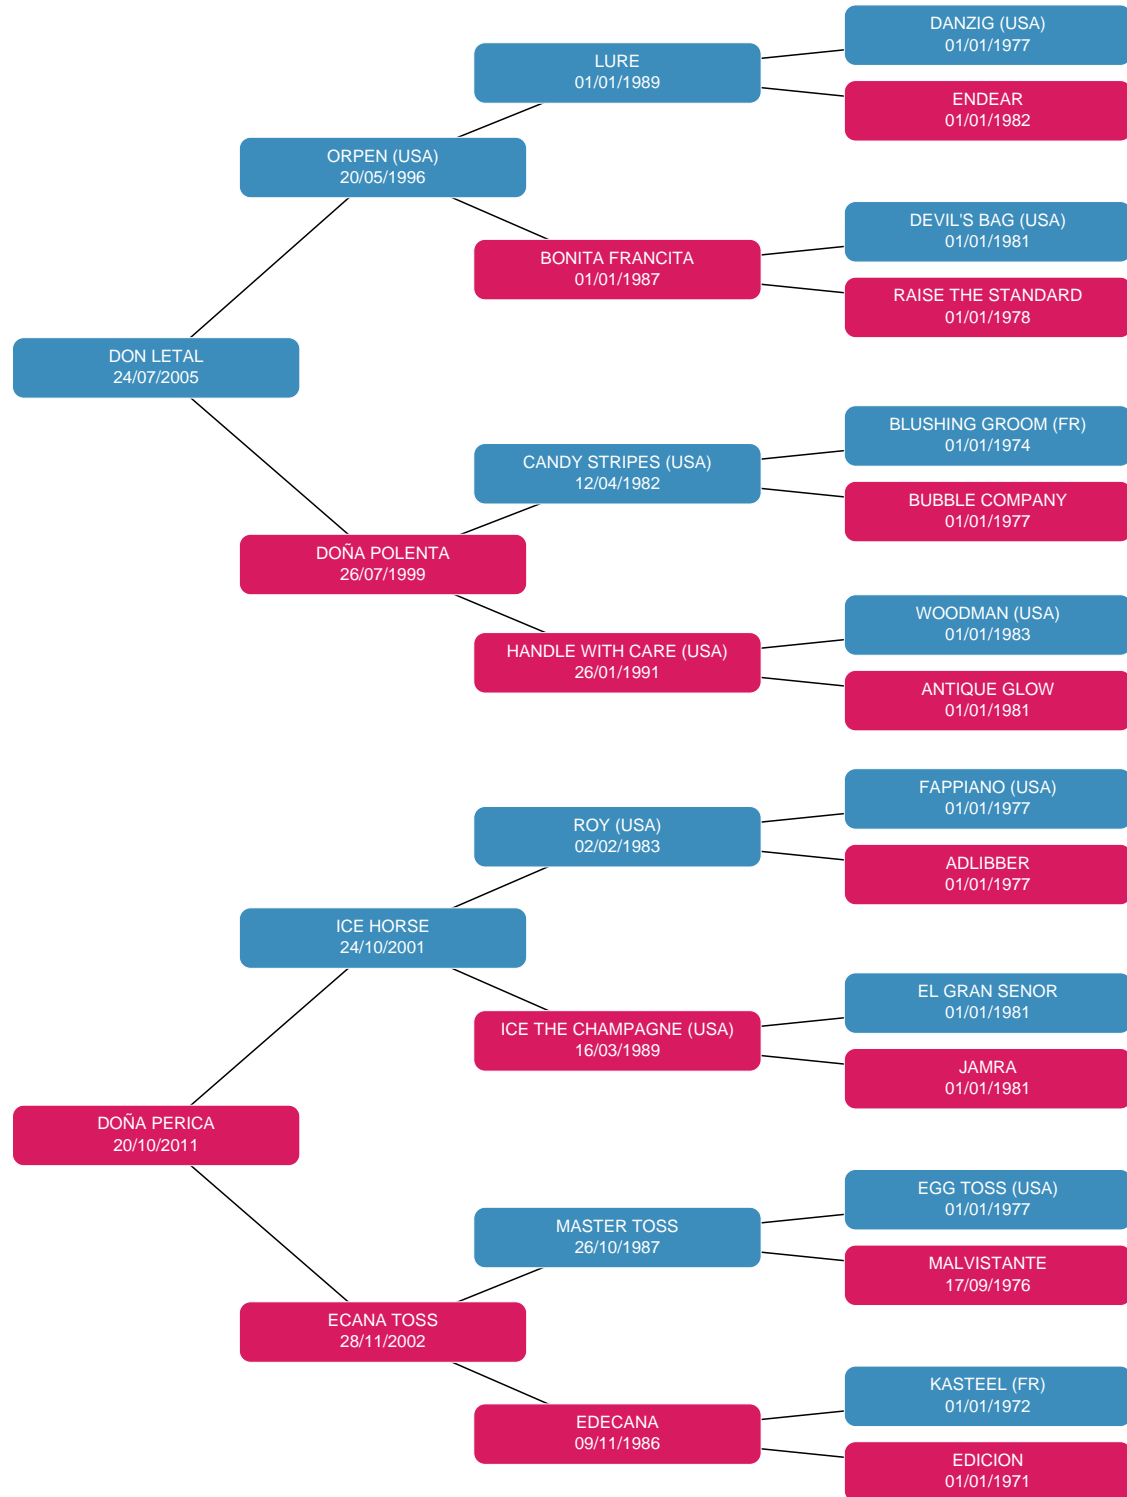 DANZIG (USA)
01/01/1977
LURE
01/01/1989
ENDEAR
01/01/1982
ORPEN (USA)
20/05/1996
DEVIL'S BAG (USA)
01/01/1981
BONITA FRANCITA
01/01/1987
RAISE THE STANDARD
01/01/1978
DON LETAL
24/07/2005
BLUSHING GROOM (FR)
01/01/1974
CANDY STRIPES (USA)
12/04/1982
BUBBLE COMPANY
01/01/1977
DOÑA POLENTA
26/07/1999
WOODMAN (USA)
01/01/1983
HANDLE WITH CARE (USA)
26/01/1991
ANTIQUE GLOW
01/01/1981
FAPPIANO (USA)
01/01/1977
ROY (USA)
02/02/1983
ADLIBBER
01/01/1977
ICE HORSE
24/10/2001
EL GRAN SENOR
01/01/1981
ICE THE CHAMPAGNE (USA)
16/03/1989
JAMRA
01/01/1981
DOÑA PERICA
20/10/2011
EGG TOSS (USA)
01/01/1977
MASTER TOSS
26/10/1987
MALVISTANTE
17/09/1976
ECANA TOSS
28/11/2002
KASTEEL (FR)
01/01/1972
EDECANA
09/11/1986
EDICION
01/01/1971